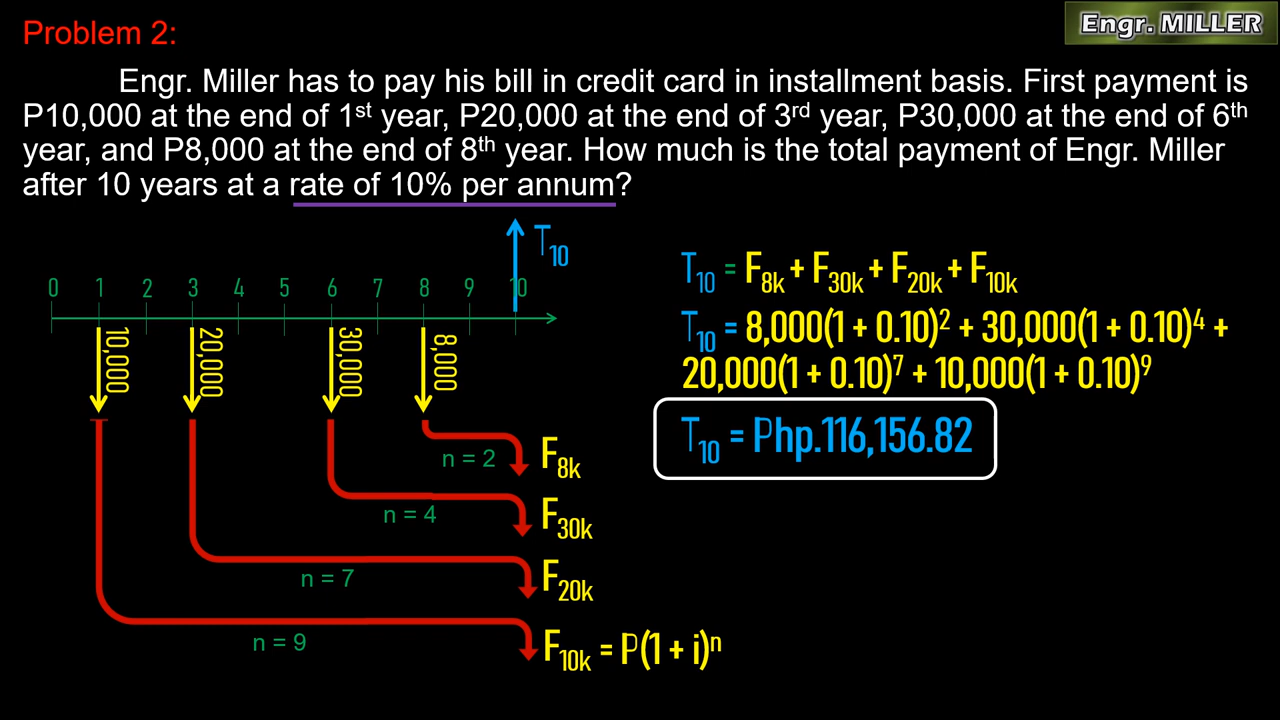 Engr. MILLER
Problem 2:
Engr. Miller has to pay his bill in credit card in installment basis. First payment is
P10,000 at the end of 1st year, P20,000 at the end of 3rd year, P30,000 at the end of 6th
year, and P8,000 at the end of 8th year. How much is the total payment of Engr. Miller
after 10 years at a rate of 10% per annum?
T10
0 1 2 3 4 5 6 7 8 9 10
10,000 20,000 30,000 8,000
n = 2 F8k
n = 4 F30k
n = 7 F20k
n = 9 F10k = P(1 + i)^n
T10 = F8k + F30k + F20k + F10k
T10 = 8,000(1 + 0.10)^2 + 30,000(1 + 0.10)^4 +
20,000(1 + 0.10)^7 + 10,000(1 + 0.10)^9
T10 = Php.116,156.82